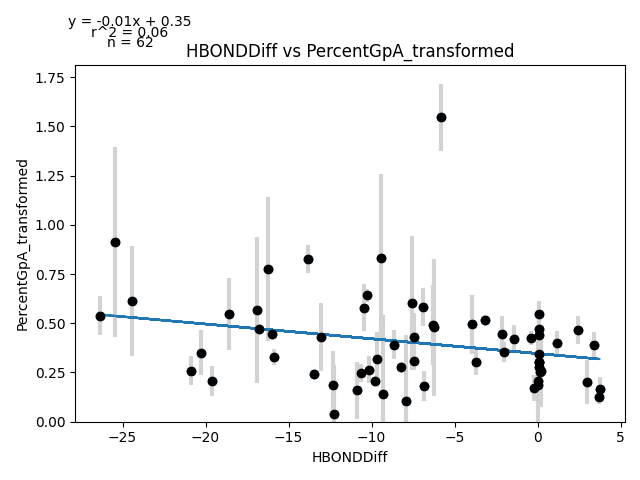 y = -0.01x + 0.35
r^2 = 0.06
n = 62
HBONDDiff vs PercentGpA_transformed
PercentGpA_transformed
1.75
1.50
1.25
1.00
0.75
0.50
0.25
0.00
−25
−20
−15
−10
−5
0
5
HBONDDiff